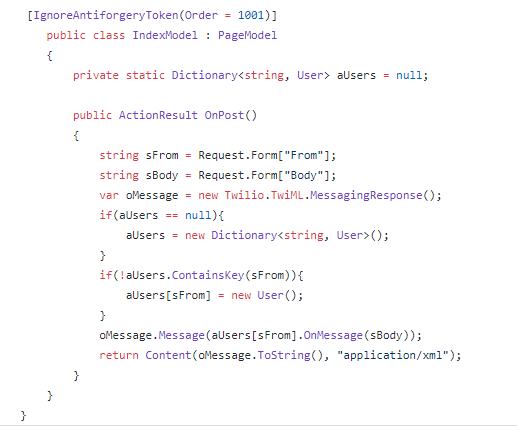 [IgnoreAntiforgeryToken(Order = 1001)]
public class IndexModel : PageModel
{
private static Dictionary<string, User> aUsers = null;
public ActionResult OnPost()
{
string sFrom = Request.Form["From"];
string sBody = Request.Form["Body"];
var oMessage = new Twilio.TwiML.MessagingResponse();
if(aUsers == null){
aUsers = new Dictionary<string, User>();
}
if(!aUsers.ContainsKey(sFrom)){
aUsers[sFrom] = new User();
}
oMessage.Message(aUsers[sFrom].OnMessage(sBody));
return Content(oMessage.ToString(), "application/xml");
}
}
}